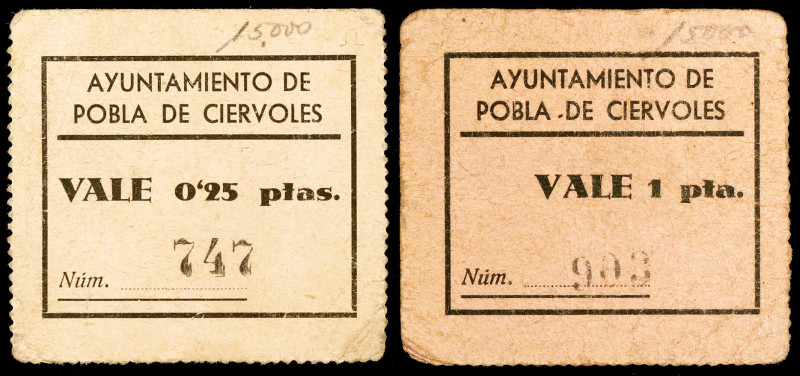 15000
AYUNTAMIENTO DE
POBLA DE CIERVOLES
VALE 0'25 ptas.
747
Núm.
15000
AYUNTAMIENTO DE
POBLA DE CIERVOLES
VALE 1 pta.
Núm.